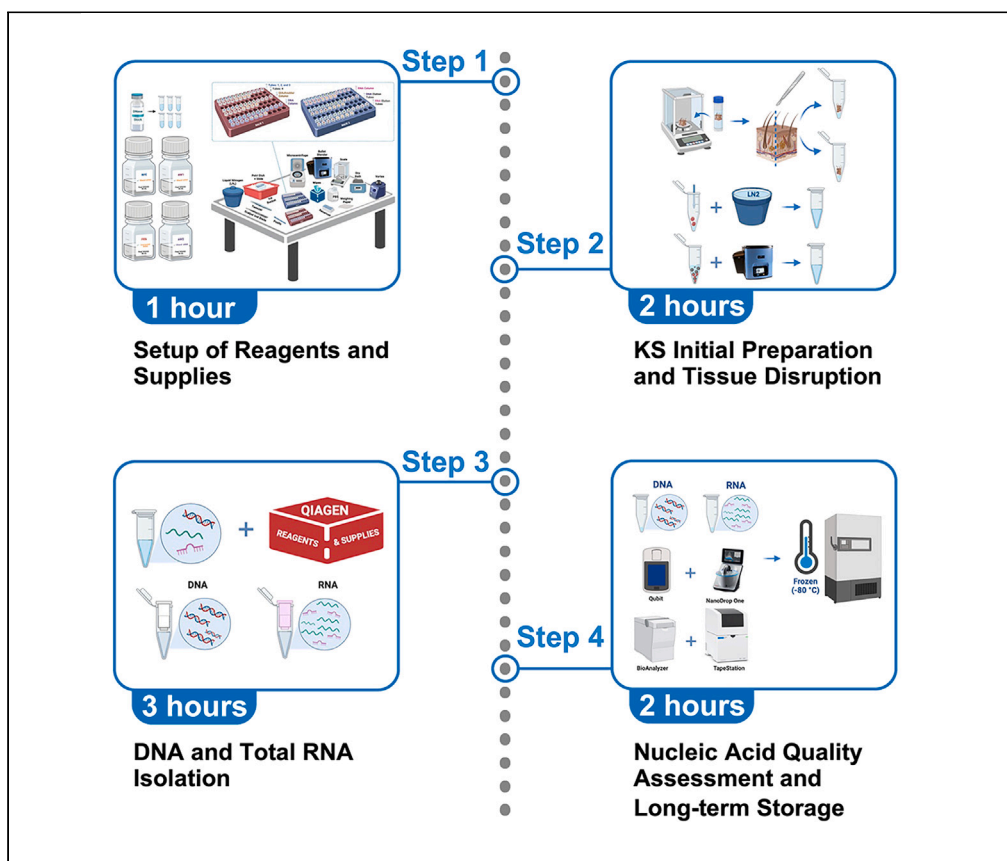 Step 1
1 hour
Setup of Reagents and
Supplies
Step 2
LN2
2 hours
KS Initial Preparation
and Tissue Disruption
Step 3
QIAGEN
REAGENTS & SUPPLIES
DNA
RNA
3 hours
DNA and Total RNA
Isolation
Step 4
DNA
RNA
Qubit
NanoDrop One
Frozen
(-80 °C)
BioAnalyzer
TapeStation
2 hours
Nucleic Acid Quality
Assessment and
Long-term Storage